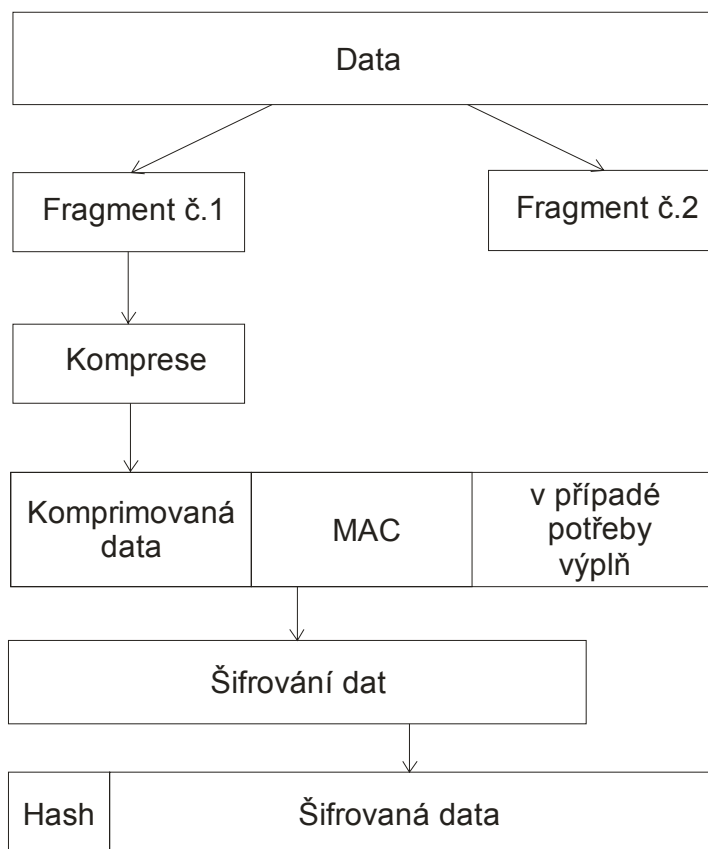 Data
Fragment č.1
Fragment č.2
Komprese
Komprimovaná
data
MAC
v případé
potřeby
výplň
Šifrování dat
Hash
Šifrovaná data